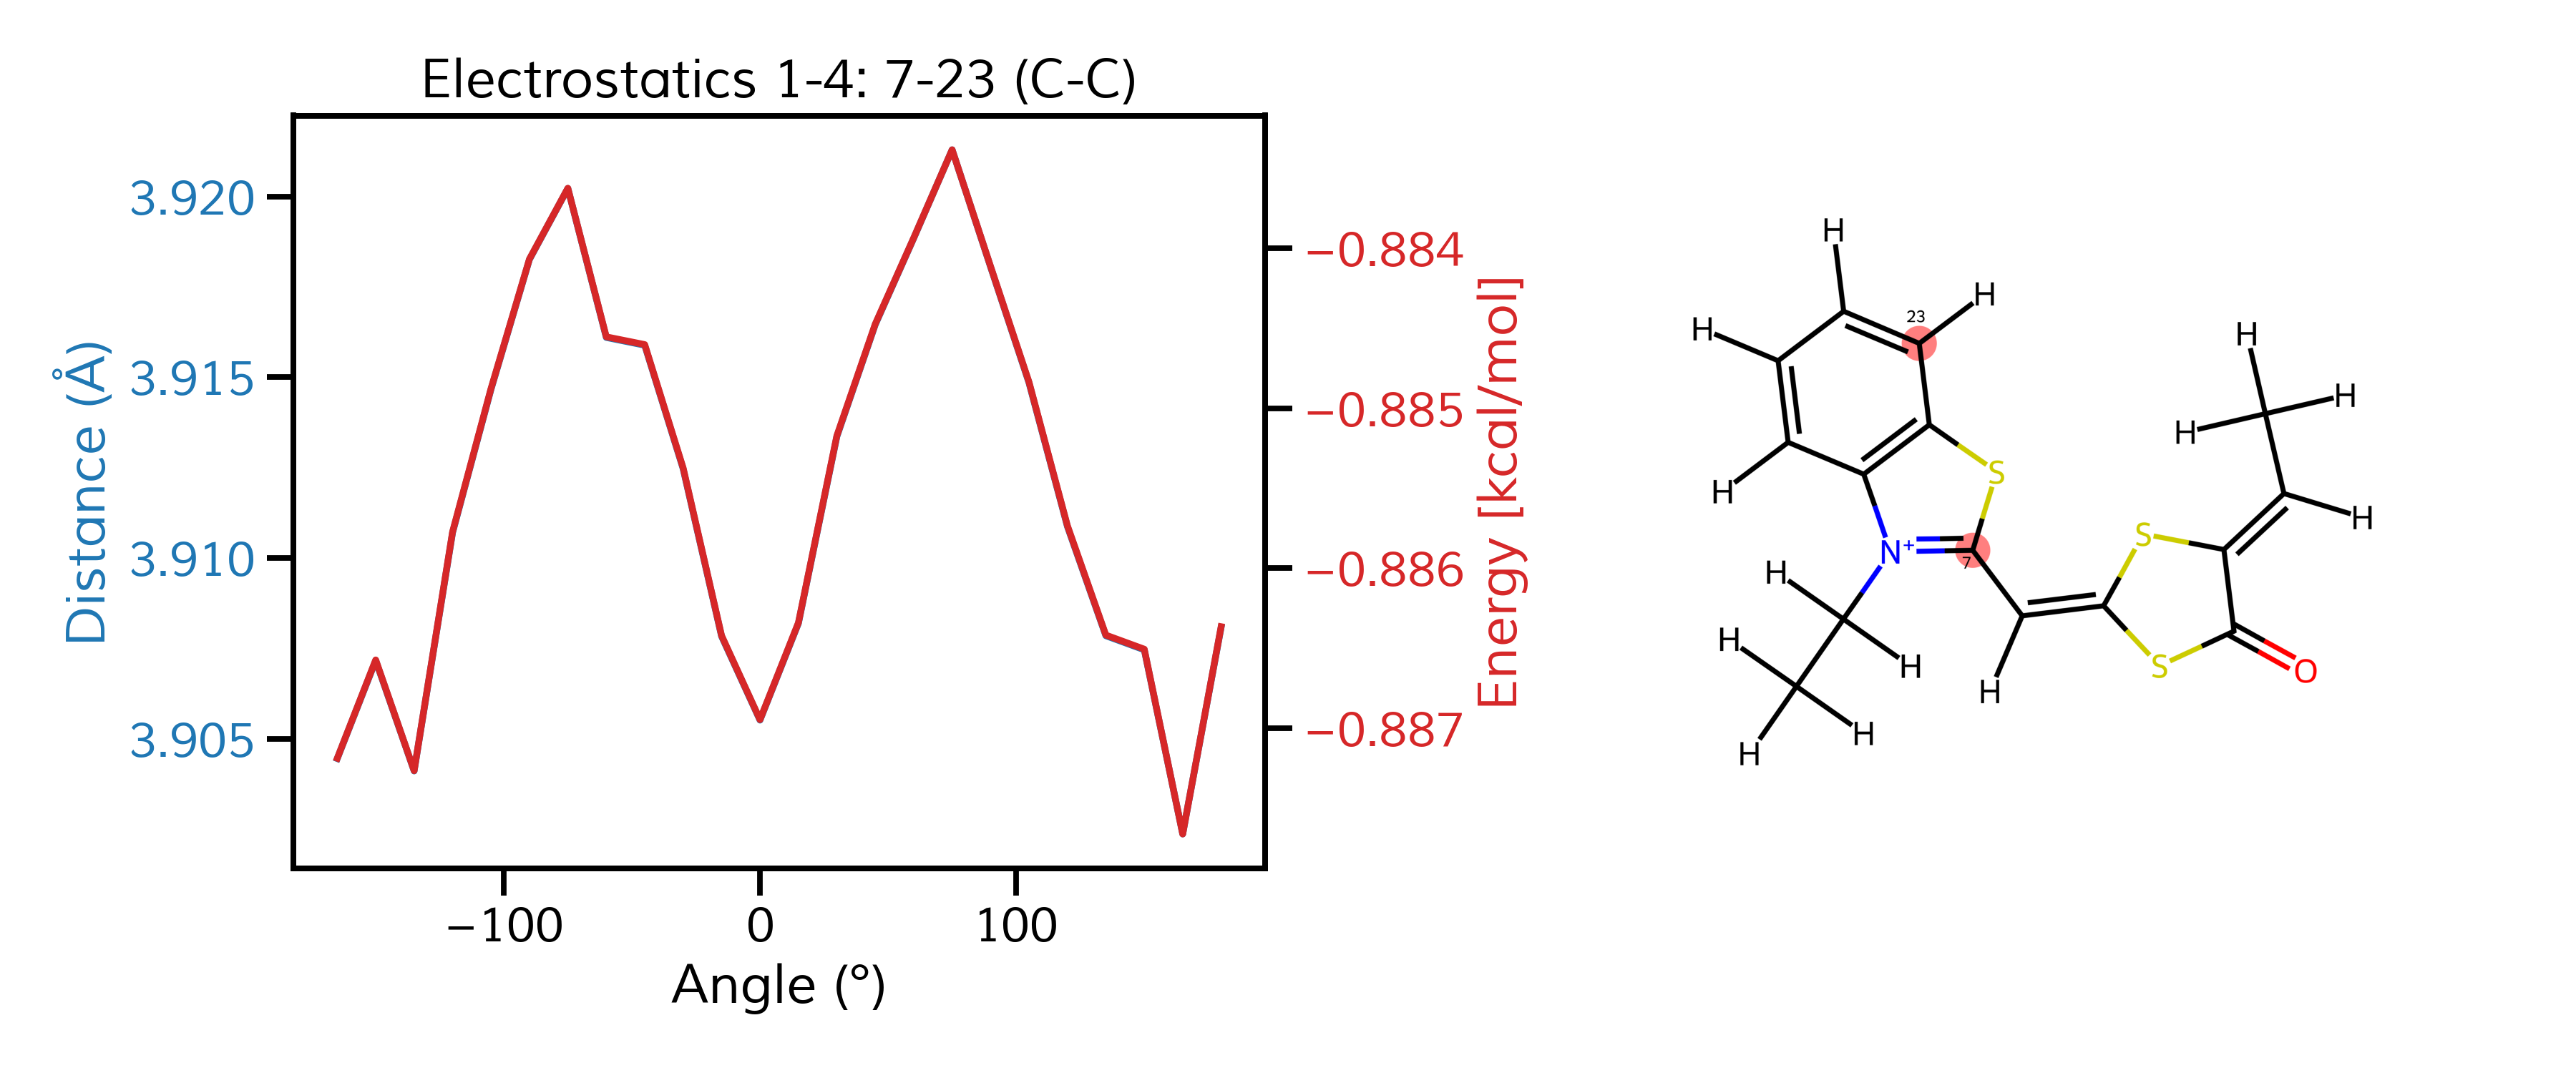 Electrostatics 1-4: 7-23 (C-C)
Distance (Å)
3.920
3.915
3.910
3.905
−100
0
100
Angle (°)
−0.884
−0.885
−0.886
−0.887
Energy [kcal/mol]
H
H
23
H
H
H
H
H
S
H
S
N+
7
H
S
O
H
H
H
H
H